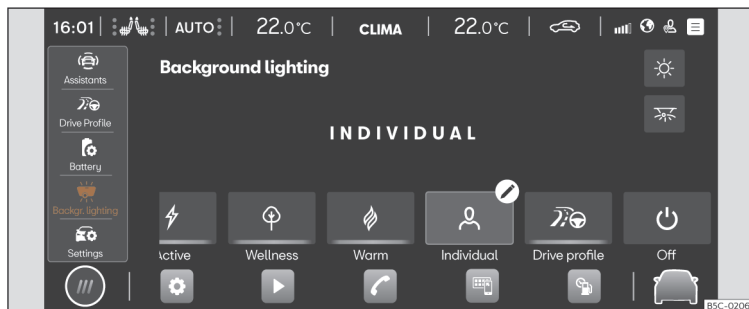 16:01 AUTO 22.0°C CLIMA 22.0°C
Assistants
Drive Profile
Battery
Backgr. lighting
Settings
Background lighting
INDIVIDUAL
Active Wellness Warm Individual Drive profile Off
B5C-0206